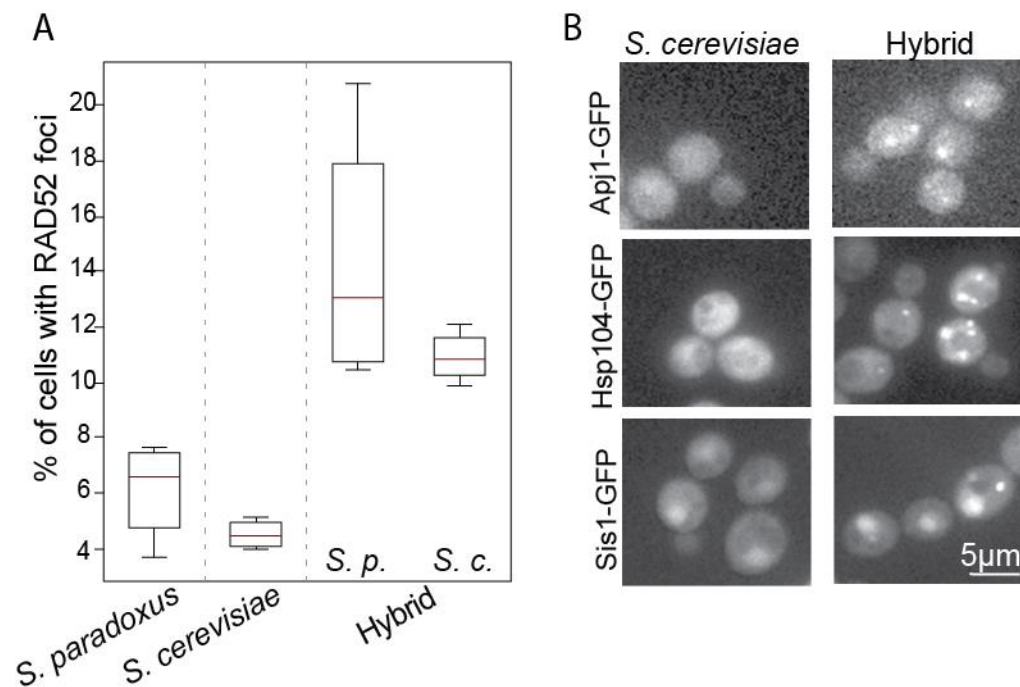 A
% of cells with RAD52 foci
20
18
16
14
12
10
8
6
4
S. p.
S. c.
S. paradoxus
S. cerevisiae
Hybrid
B
S. cerevisiae
Hybrid
Apj1-GFP
Hsp104-GFP
Sis1-GFP
5µm